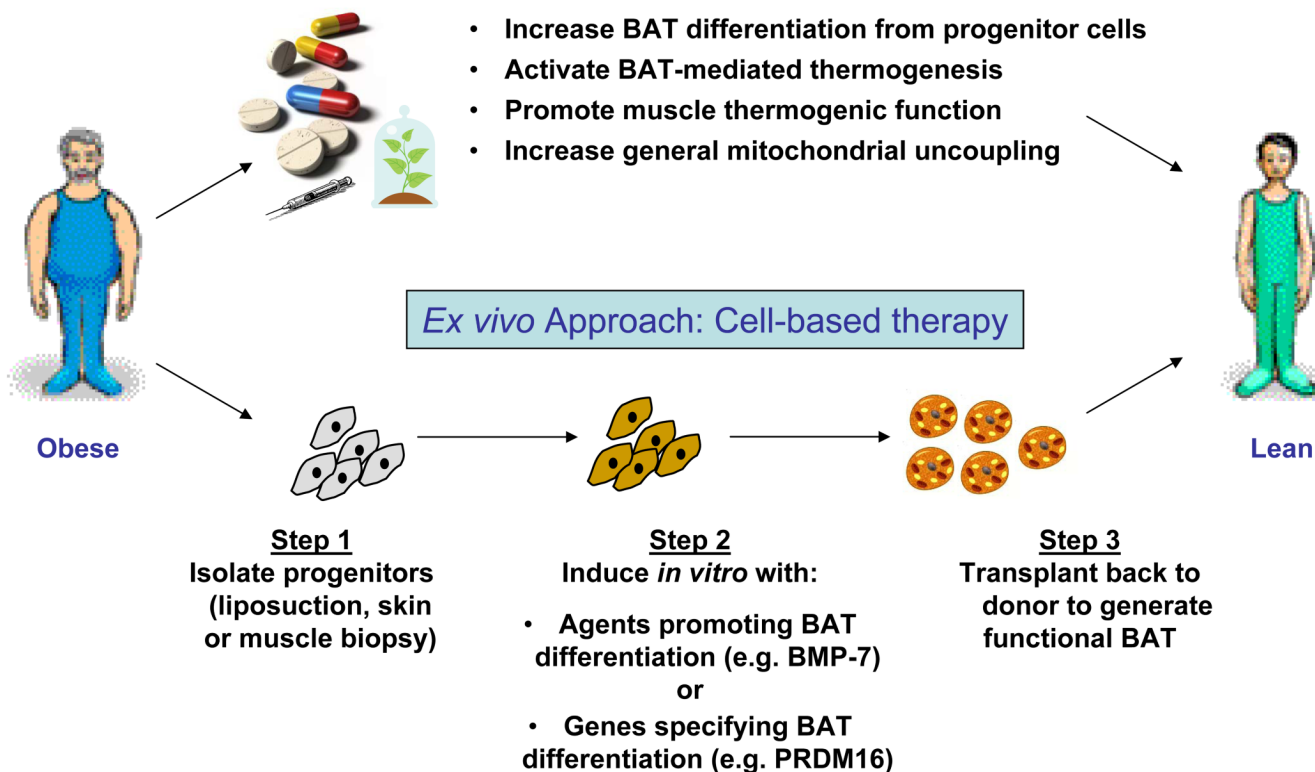 • Increase BAT differentiation from progenitor cells
• Activate BAT-mediated thermogenesis
• Promote muscle thermogenic function
• Increase general mitochondrial uncoupling
Ex vivo Approach: Cell-based therapy
Obese
Lean
Step 1
Isolate progenitors
(liposuction, skin
or muscle biopsy)
Step 2
Induce in vitro with:
• Agents promoting BAT
differentiation (e.g. BMP-7)
or
• Genes specifying BAT
differentiation (e.g. PRDM16)
Step 3
Transplant back to
donor to generate
functional BAT